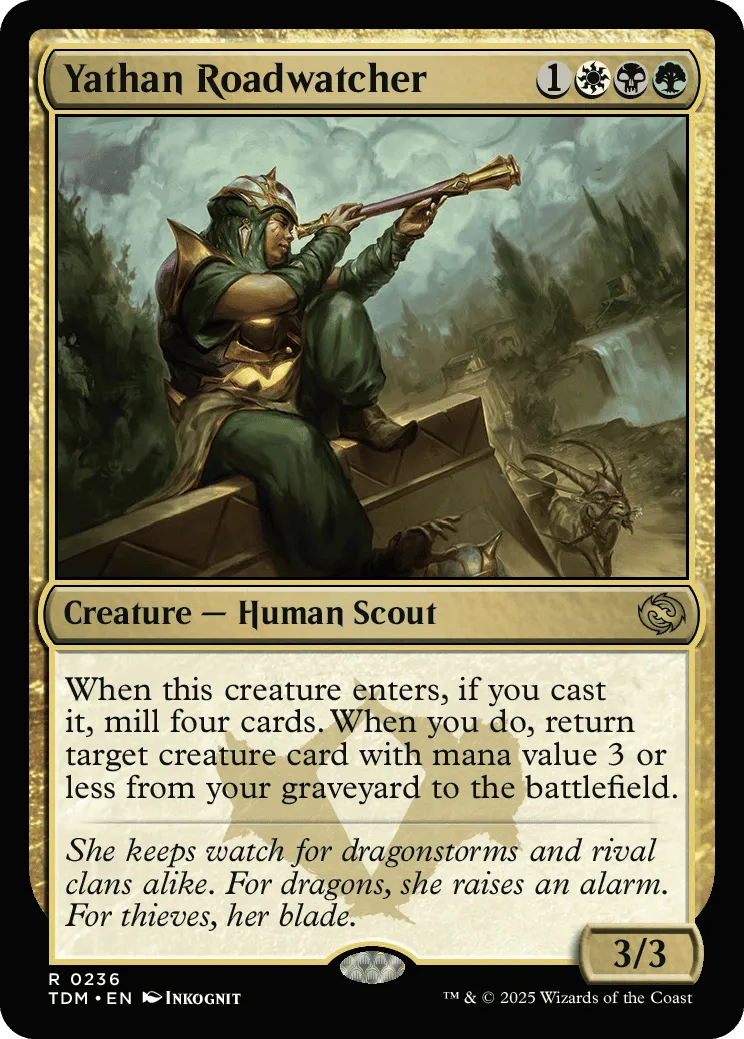 Yathan Roadwatcher 1
Creature — Human Scout
When this creature enters, if you cast
it, mill four cards. When you do, return
target creature card with mana value 3 or
less from your graveyard to the battlefield.
She keeps watch for dragonstorms and rival
clans alike. For dragons, she raises an alarm.
For thieves, her blade.
3/3
R 0236
TDM • EN INKOGNIT
™ & © 2025 Wizards of the Coast